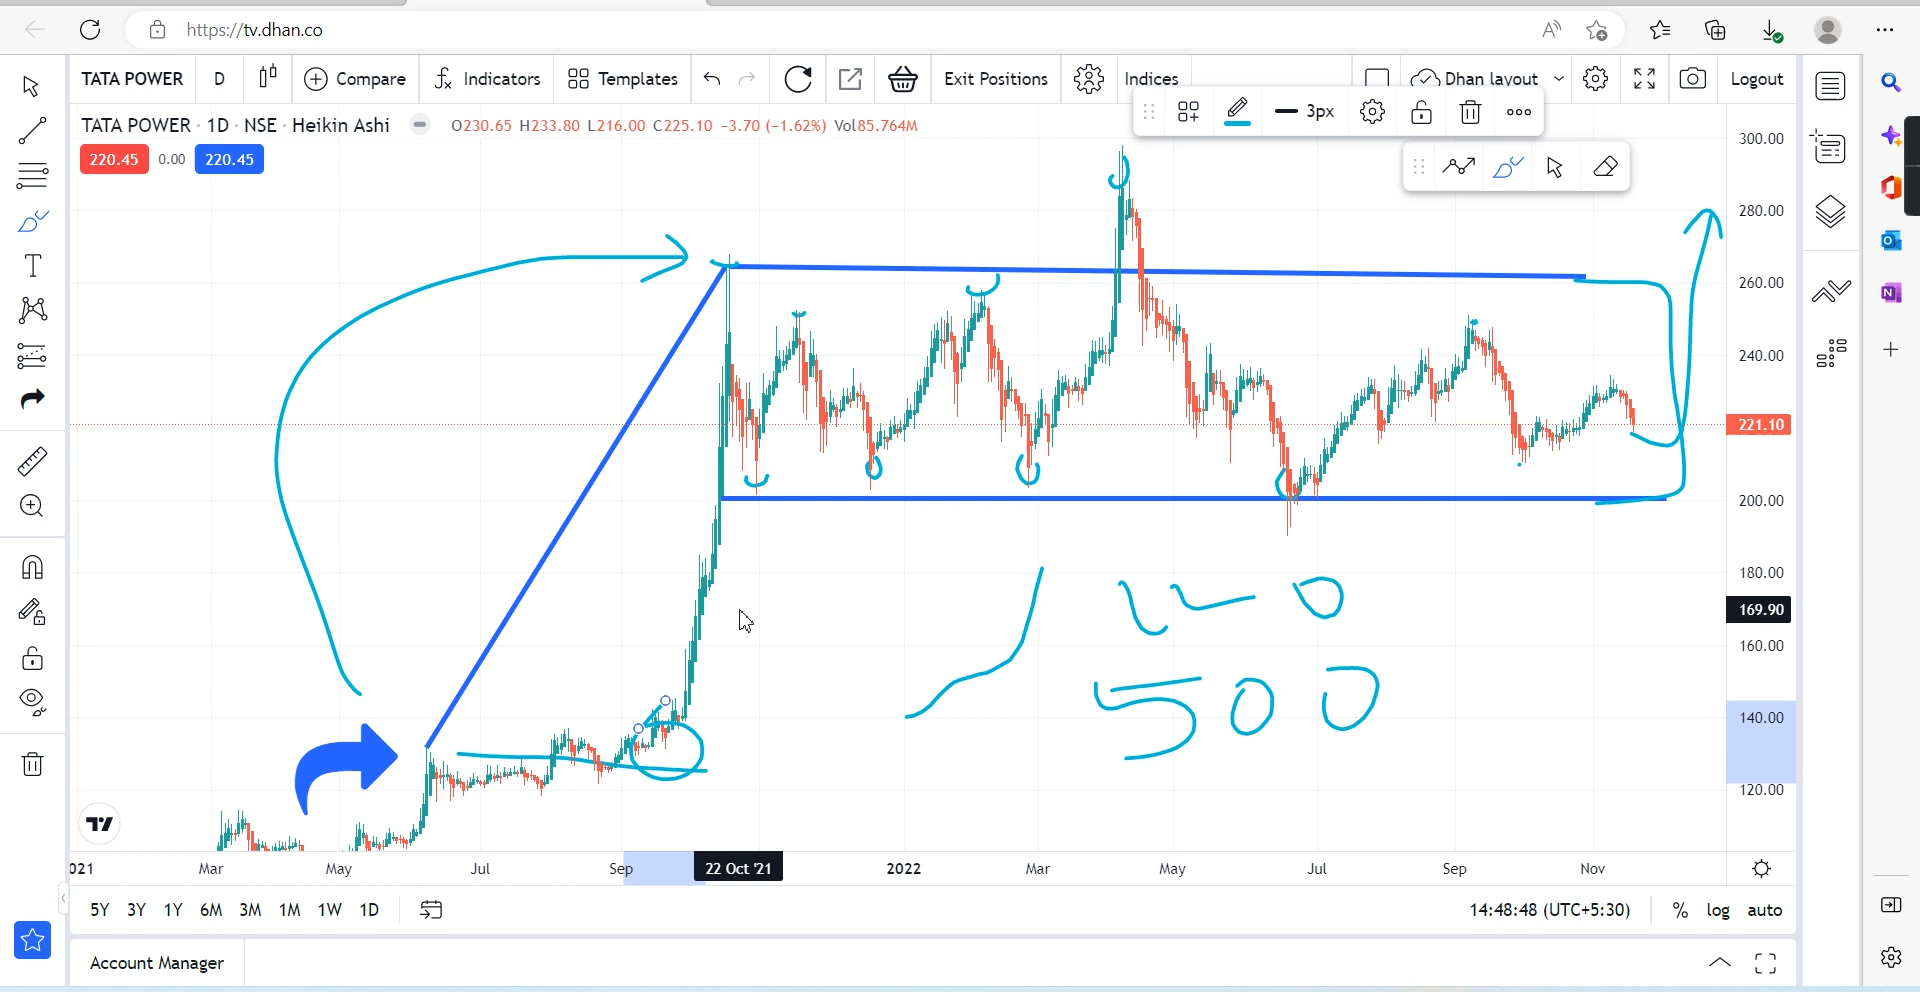 https://tv.dhan.co
TATA POWER D Compare Indicators Templates Exit Positions Indices Dhan layout Logout
3px
TATA POWER · 1D · NSE · Heikin Ashi O230.65 H233.80 L216.00 C225.10 −3.70 (−1.62%) Vol85.764M
220.45 0.00 220.45
300.00
280.00
260.00
240.00
221.10
200.00
180.00
169.90
160.00
140.00
120.00
500
2021 Mar May Jul Sep 22 Oct '21 2022 Mar May Jul Sep Nov
5Y 3Y 1Y 6M 3M 1M 1W 1D 14:48:48 (UTC+5:30) % log auto
Account Manager